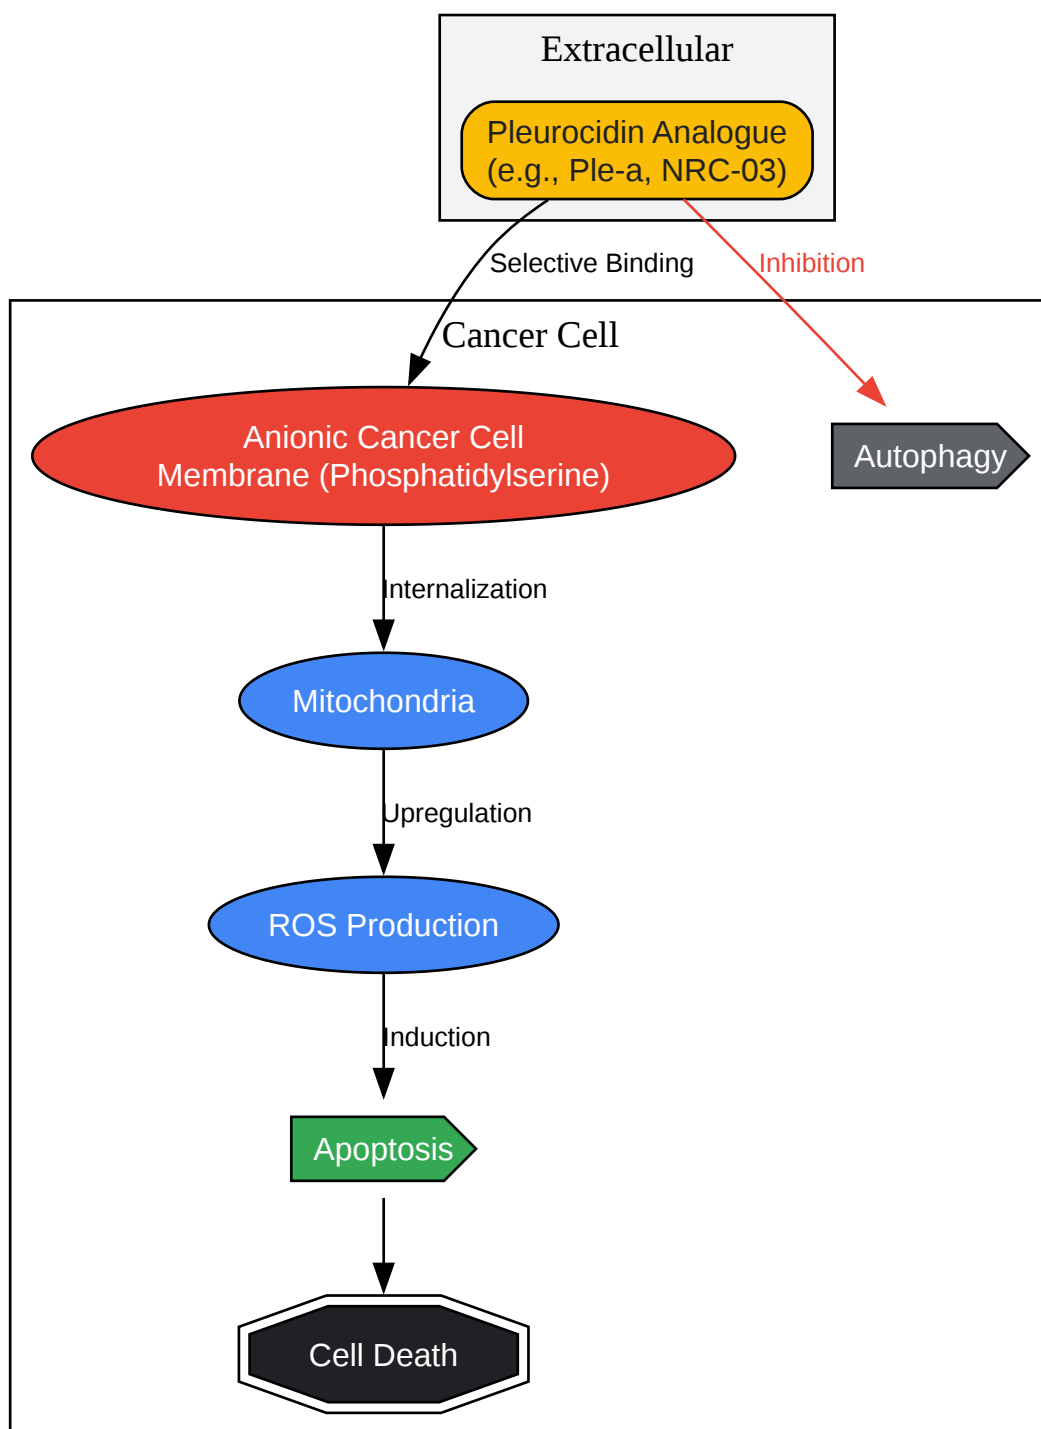 Extracellular
Pleurocidin Analogue
(e.g., Ple-a, NRC-03)
Selective Binding
Inhibition
Cancer Cell
Anionic Cancer Cell
Membrane (Phosphatidylserine)
Autophagy
Internalization
Mitochondria
Upregulation
ROS Production
Induction
Apoptosis
Cell Death